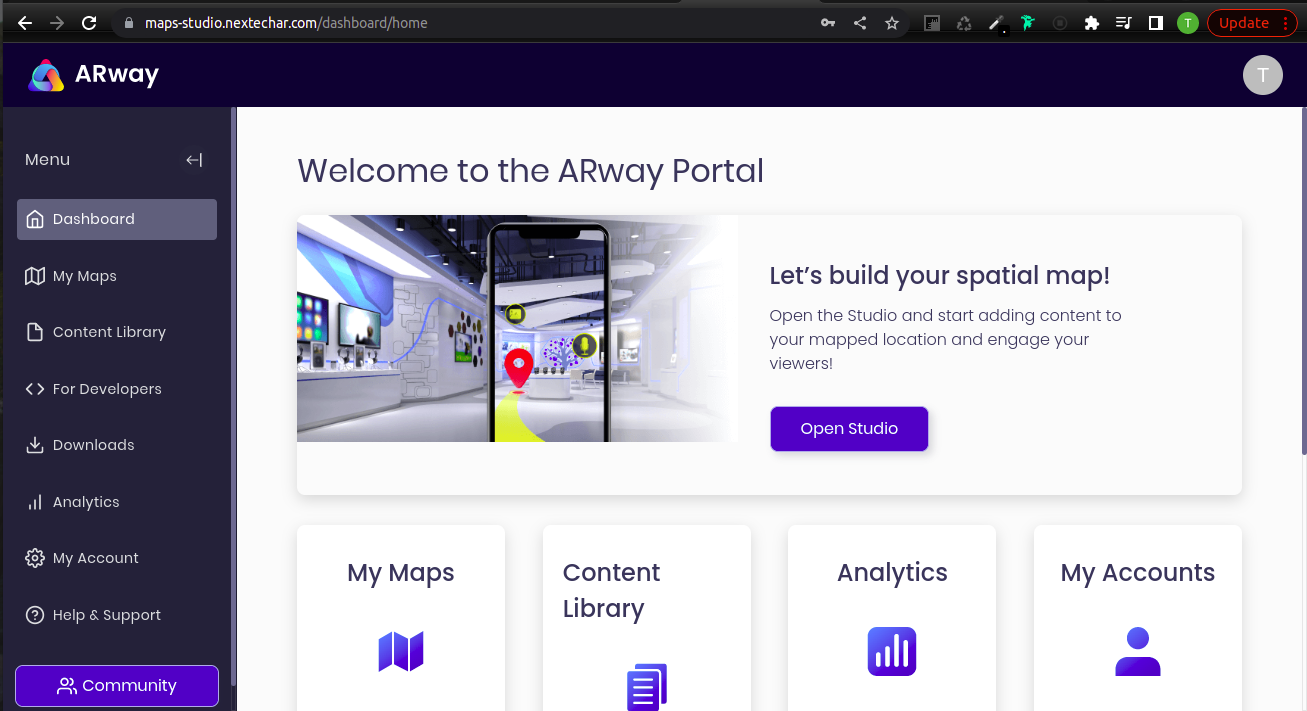 maps-studio.nextechar.com/dashboard/home
T
Update
ARway
T
Menu
Dashboard
My Maps
Content Library
For Developers
Downloads
Analytics
My Account
Help & Support
Community
Welcome to the ARway Portal
Let’s build your spatial map!
Open the Studio and start adding content to
your mapped location and engage your
viewers!
Open Studio
My Maps
Content
Library
Analytics
My Accounts